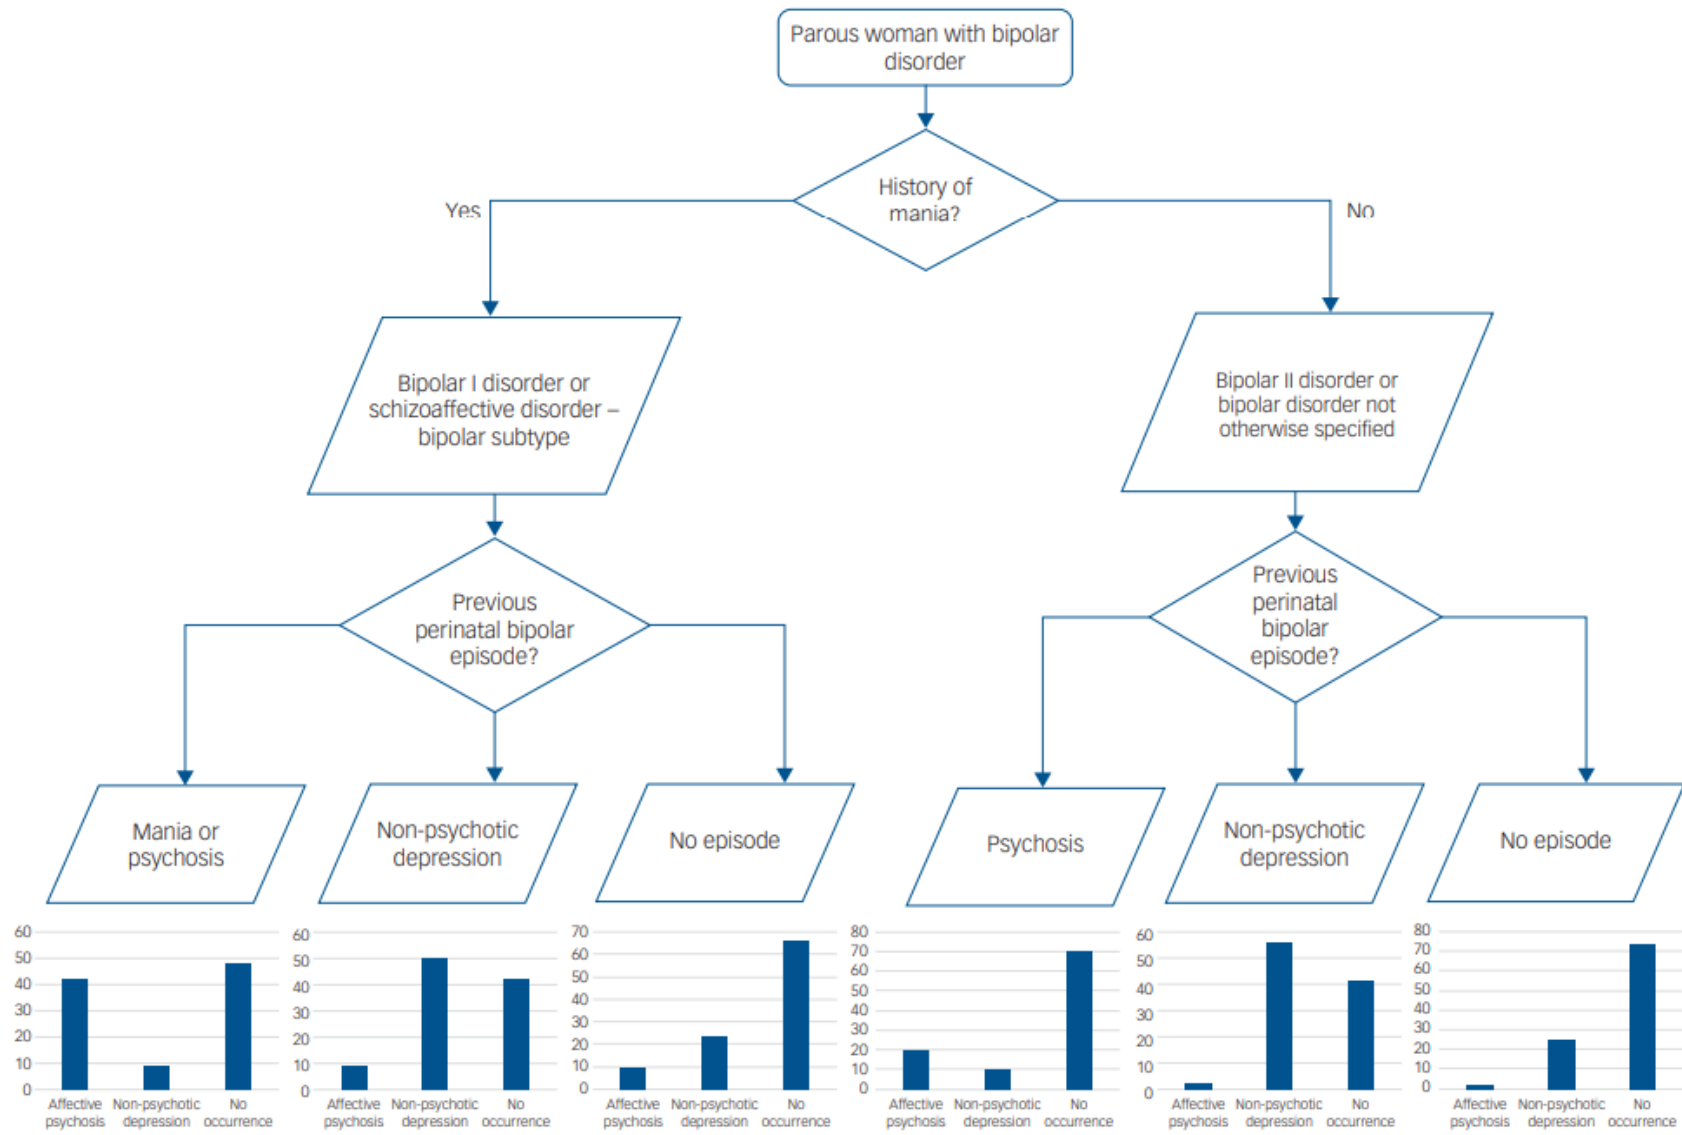 Parous woman with bipolar
disorder
History of
mania?
Yes
No
Bipolar I disorder or
schizoaffective disorder –
bipolar subtype
Bipolar II disorder or
bipolar disorder not
otherwise specified
Previous
perinatal bipolar
episode?
Previous
perinatal
bipolar
episode?
Mania or
psychosis
Non-psychotic
depression
No episode
Psychosis
Non-psychotic
depression
No episode
60
50
40
30
20
10
0
Affective Non-psychotic No
psychosis depression occurrence
60
50
40
30
20
10
0
Affective Non-psychotic No
psychosis depression occurrence
70
60
50
40
30
20
10
0
Affective Non-psychotic No
psychosis depression occurrence
80
70
60
50
40
30
20
10
0
Affective Non-psychotic No
psychosis depression occurrence
60
50
40
30
20
10
0
Affective Non-psychotic No
psychosis depression occurrence
80
70
60
50
40
30
20
10
0
Affective Non-psychotic No
psychosis depression occurrence